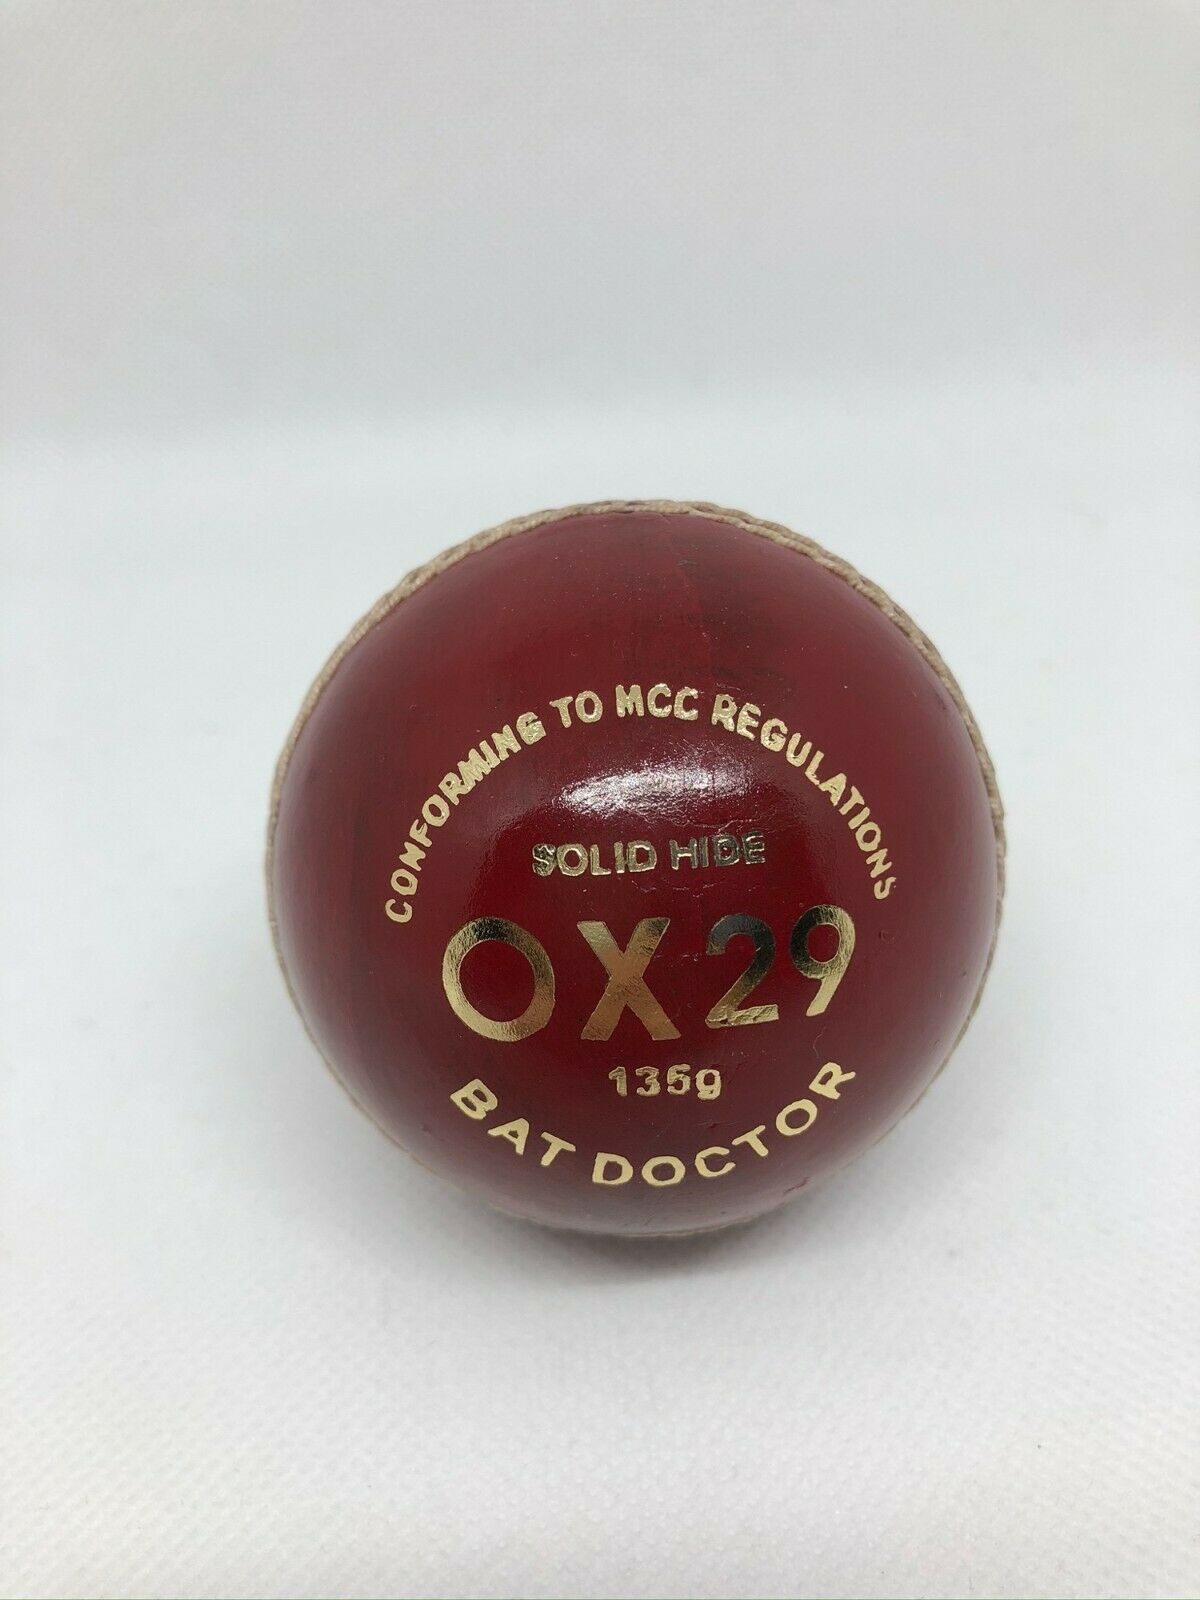 CONFORMING TO MCC REGULATIONS
SOLID HIDE
OX29
135g
BAT DOCTOR